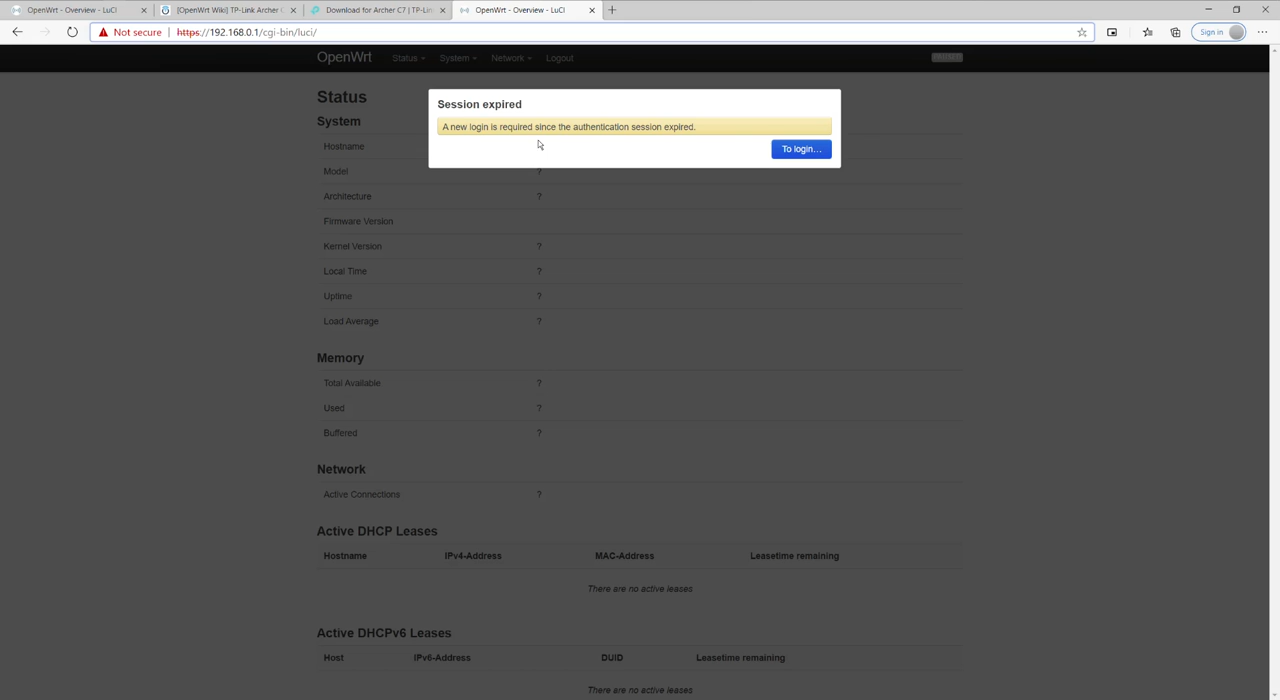 OpenWrt - Overview - LuCI
[OpenWrt Wiki] TP-Link Archer C
Download for Archer C7 | TP-Lin
OpenWrt - Overview - LuCI
Not secure https://192.168.0.1/cgi-bin/luci/ Sign in
OpenWrt Status System Network Logout
Status
Session expired
A new login is required since the authentication session expired.
To login…
System
Hostname
Model ?
Architecture ?
Firmware Version
Kernel Version ?
Local Time ?
Uptime ?
Load Average ?
Memory
Total Available ?
Used ?
Buffered ?
Network
Active Connections ?
Active DHCP Leases
Hostname IPv4-Address MAC-Address Leasetime remaining
There are no active leases
Active DHCPv6 Leases
Host IPv6-Address DUID Leasetime remaining
There are no active leases